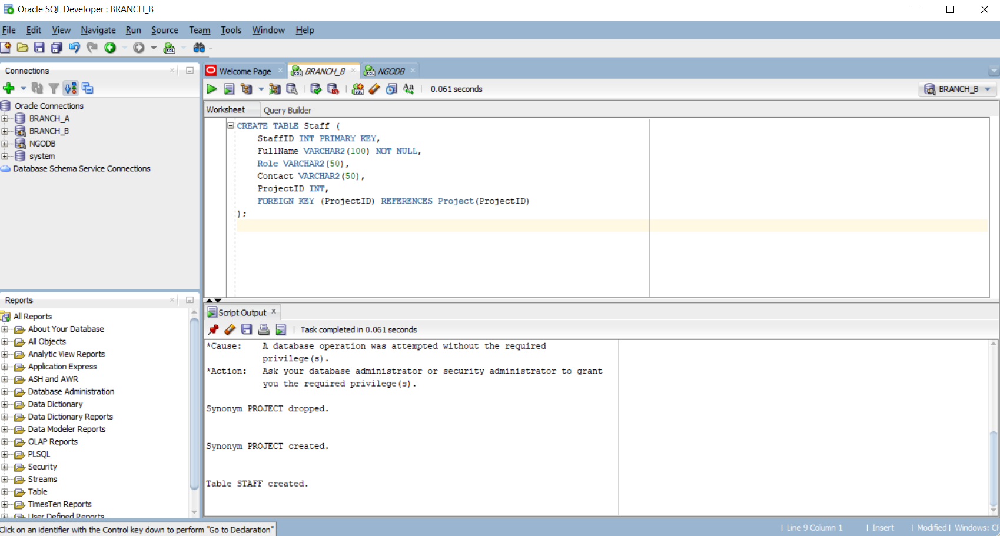 Oracle SQL Developer : BRANCH_B
File Edit View Navigate Run Source Team Tools Window Help
Connections
Oracle Connections
BRANCH_A
BRANCH_B
NGODB
system
Database Schema Service Connections
Reports
All Reports
About Your Database
All Objects
Analytic View Reports
Application Express
ASH and AWR
Database Administration
Data Dictionary
Data Dictionary Reports
Data Modeler Reports
OLAP Reports
PLSQL
Security
Streams
Table
TimesTen Reports
User Defined Reports
Welcome Page BRANCH_B NGODB
0.061 seconds BRANCH_B
Worksheet Query Builder
CREATE TABLE Staff (
StaffID INT PRIMARY KEY,
FullName VARCHAR2(100) NOT NULL,
Role VARCHAR2(50),
Contact VARCHAR2(50),
ProjectID INT,
FOREIGN KEY (ProjectID) REFERENCES Project(ProjectID)
);
Script Output
Task completed in 0.061 seconds
*Cause: A database operation was attempted without the required
privilege(s).
*Action: Ask your database administrator or security administrator to grant
you the required privilege(s).
Synonym PROJECT dropped.
Synonym PROJECT created.
Table STAFF created.
Click on an identifier with the Control key down to perform "Go to Declaration"
| Line 9 Column 1 | Insert | Modified | Windows: CR